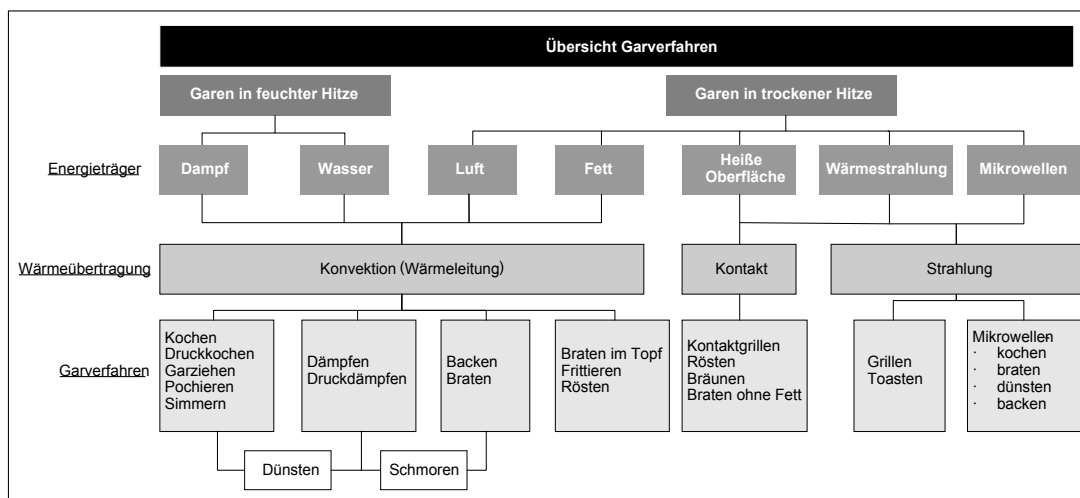 Übersicht Garverfahren
Garen in feuchter Hitze
Garen in trockener Hitze
Energieträger
Dampf
Wasser
Luft
Fett
Heiße
Oberfläche
Wärmestrahlung
Mikrowellen
Wärmeübertragung
Konvektion (Wärmeleitung)
Kontakt
Strahlung
Garverfahren
Kochen
Druckkochen
Garziehen
Pochieren
Simmern
Dämpfen
Druckdämpfen
Backen
Braten
Braten im Topf
Frittieren
Rösten
Kontaktgrillen
Rösten
Bräunen
Braten ohne Fett
Grillen
Toasten
Mikrowellen-
· kochen
· braten
· dünsten
· backen
Dünsten
Schmoren